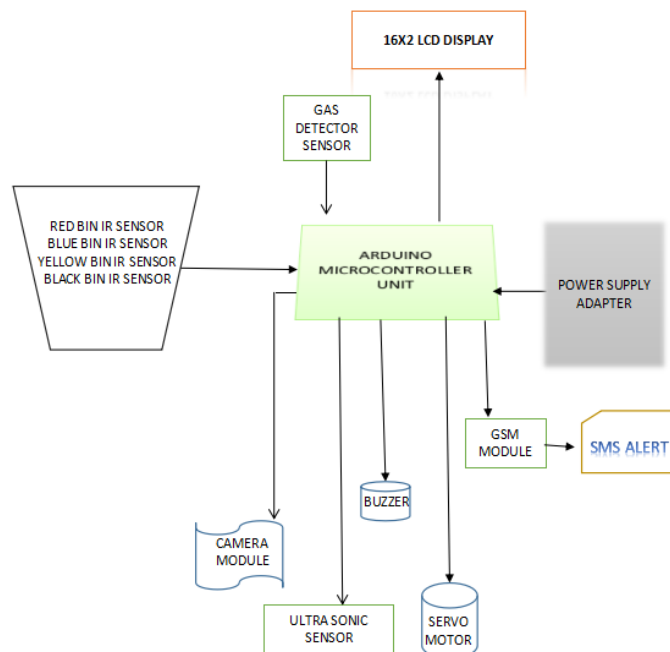 16X2 LCD DISPLAY
GAS
DETECTOR
SENSOR
RED BIN IR SENSOR
BLUE BIN IR SENSOR
YELLOW BIN IR SENSOR
BLACK BIN IR SENSOR
ARDUINO
MICROCONTROLLER
UNIT
POWER SUPPLY
ADAPTER
GSM
MODULE
SMS ALERT
BUZZER
CAMERA
MODULE
ULTRA SONIC
SENSOR
SERVO
MOTOR